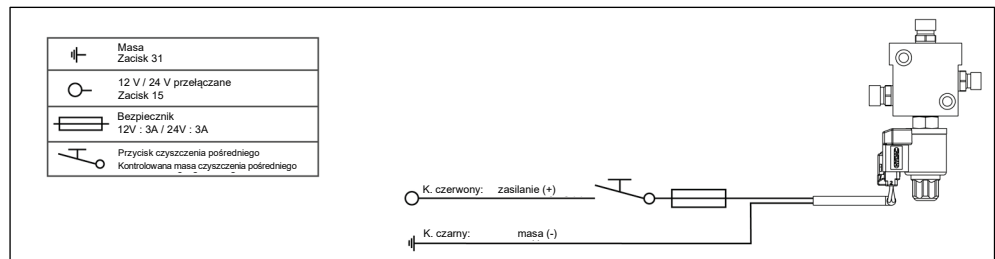 Masa
Zacisk 31
12 V / 24 V przełączane
Zacisk 15
Bezpiecznik
12V : 3A / 24V : 3A
Przycisk czyszczenia pośredniego
Kontrolowana masa czyszczenia pośredniego
K. czerwony: zasilanie (+)
K. czarny: masa (-)